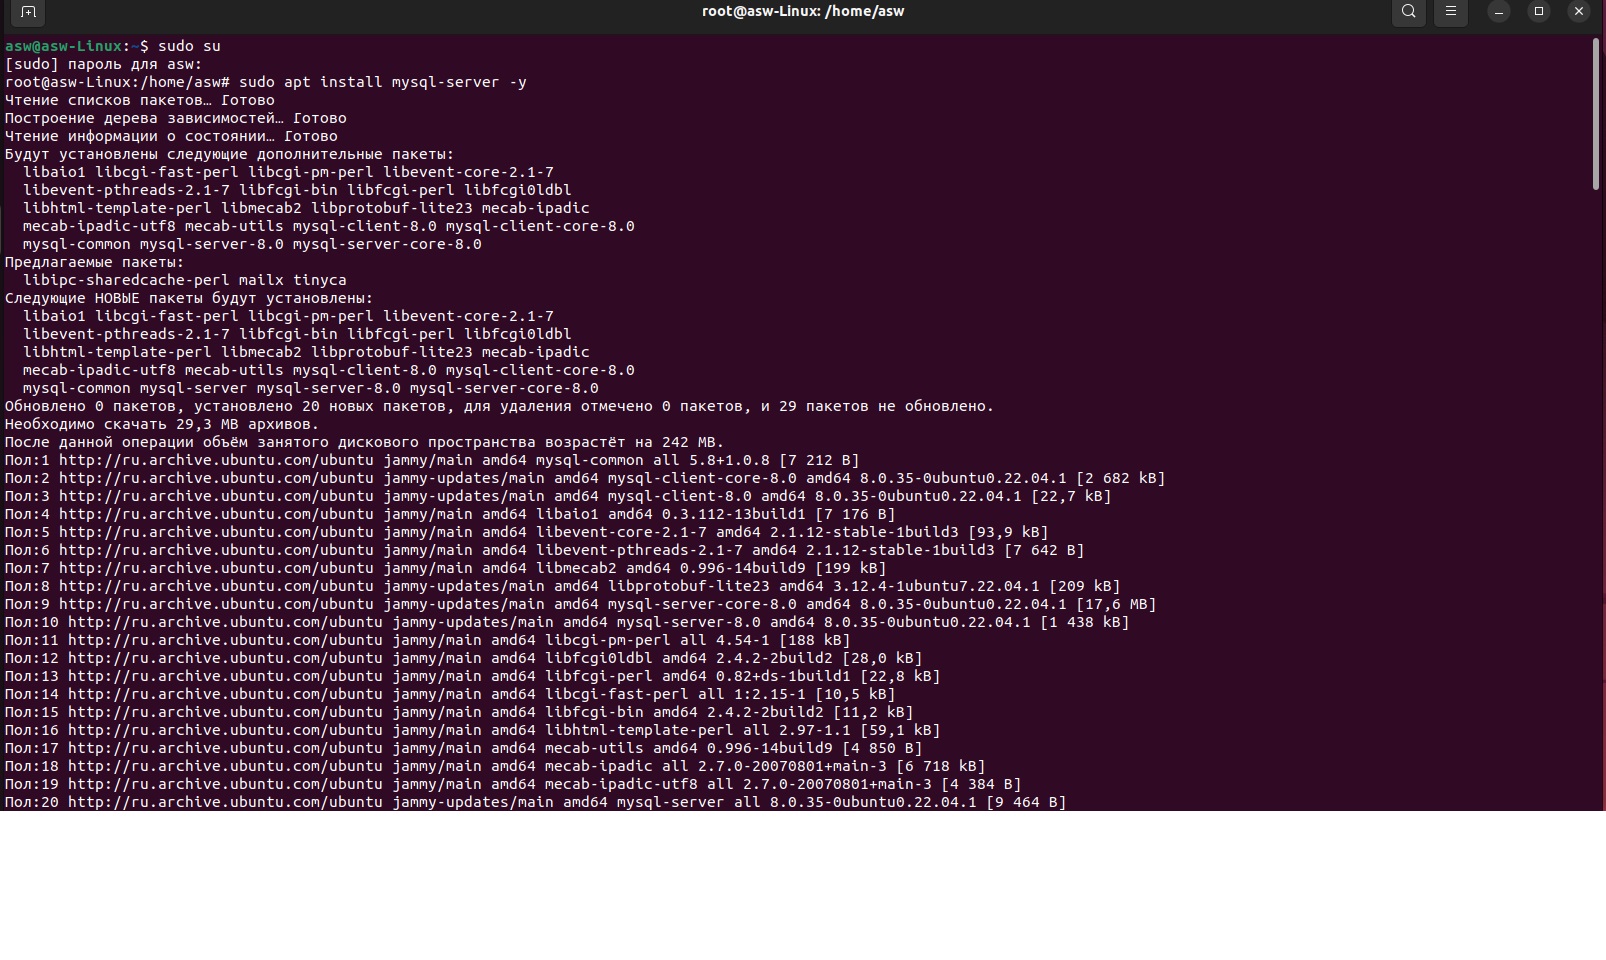 root@asw-Linux: /home/asw
asw@asw-Linux:~$ sudo su
[sudo] пароль для asw:
root@asw-Linux:/home/asw# sudo apt install mysql-server -y
Чтение списков пакетов… Готово
Построение дерева зависимостей… Готово
Чтение информации о состоянии… Готово
Будут установлены следующие дополнительные пакеты:
  libaio1 libcgi-fast-perl libcgi-pm-perl libevent-core-2.1-7
  libevent-pthreads-2.1-7 libfcgi-bin libfcgi-perl libfcgi0ldbl
  libhtml-template-perl libmecab2 libprotobuf-lite23 mecab-ipadic
  mecab-ipadic-utf8 mecab-utils mysql-client-8.0 mysql-client-core-8.0
  mysql-common mysql-server-8.0 mysql-server-core-8.0
Предлагаемые пакеты:
  libipc-sharedcache-perl mailx tinyca
Следующие НОВЫЕ пакеты будут установлены:
  libaio1 libcgi-fast-perl libcgi-pm-perl libevent-core-2.1-7
  libevent-pthreads-2.1-7 libfcgi-bin libfcgi-perl libfcgi0ldbl
  libhtml-template-perl libmecab2 libprotobuf-lite23 mecab-ipadic
  mecab-ipadic-utf8 mecab-utils mysql-client-8.0 mysql-client-core-8.0
  mysql-common mysql-server mysql-server-8.0 mysql-server-core-8.0
Обновлено 0 пакетов, установлено 20 новых пакетов, для удаления отмечено 0 пакетов, и 29 пакетов не обновлено.
Необходимо скачать 29,3 MB архивов.
После данной операции объём занятого дискового пространства возрастёт на 242 MB.
Пол:1 http://ru.archive.ubuntu.com/ubuntu jammy/main amd64 mysql-common all 5.8+1.0.8 [7 212 B]
Пол:2 http://ru.archive.ubuntu.com/ubuntu jammy-updates/main amd64 mysql-client-core-8.0 amd64 8.0.35-0ubuntu0.22.04.1 [2 682 kB]
Пол:3 http://ru.archive.ubuntu.com/ubuntu jammy-updates/main amd64 mysql-client-8.0 amd64 8.0.35-0ubuntu0.22.04.1 [22,7 kB]
Пол:4 http://ru.archive.ubuntu.com/ubuntu jammy/main amd64 libaio1 amd64 0.3.112-13build1 [7 176 B]
Пол:5 http://ru.archive.ubuntu.com/ubuntu jammy/main amd64 libevent-core-2.1-7 amd64 2.1.12-stable-1build3 [93,9 kB]
Пол:6 http://ru.archive.ubuntu.com/ubuntu jammy/main amd64 libevent-pthreads-2.1-7 amd64 2.1.12-stable-1build3 [7 642 B]
Пол:7 http://ru.archive.ubuntu.com/ubuntu jammy/main amd64 libmecab2 amd64 0.996-14build9 [199 kB]
Пол:8 http://ru.archive.ubuntu.com/ubuntu jammy-updates/main amd64 libprotobuf-lite23 amd64 3.12.4-1ubuntu7.22.04.1 [209 kB]
Пол:9 http://ru.archive.ubuntu.com/ubuntu jammy-updates/main amd64 mysql-server-core-8.0 amd64 8.0.35-0ubuntu0.22.04.1 [17,6 MB]
Пол:10 http://ru.archive.ubuntu.com/ubuntu jammy-updates/main amd64 mysql-server-8.0 amd64 8.0.35-0ubuntu0.22.04.1 [1 438 kB]
Пол:11 http://ru.archive.ubuntu.com/ubuntu jammy/main amd64 libcgi-pm-perl all 4.54-1 [188 kB]
Пол:12 http://ru.archive.ubuntu.com/ubuntu jammy/main amd64 libfcgi0ldbl amd64 2.4.2-2build2 [28,0 kB]
Пол:13 http://ru.archive.ubuntu.com/ubuntu jammy/main amd64 libfcgi-perl amd64 0.82+ds-1build1 [22,8 kB]
Пол:14 http://ru.archive.ubuntu.com/ubuntu jammy/main amd64 libcgi-fast-perl all 1:2.15-1 [10,5 kB]
Пол:15 http://ru.archive.ubuntu.com/ubuntu jammy/main amd64 libfcgi-bin amd64 2.4.2-2build2 [11,2 kB]
Пол:16 http://ru.archive.ubuntu.com/ubuntu jammy/main amd64 libhtml-template-perl all 2.97-1.1 [59,1 kB]
Пол:17 http://ru.archive.ubuntu.com/ubuntu jammy/main amd64 mecab-utils amd64 0.996-14build9 [4 850 B]
Пол:18 http://ru.archive.ubuntu.com/ubuntu jammy/main amd64 mecab-ipadic all 2.7.0-20070801+main-3 [6 718 kB]
Пол:19 http://ru.archive.ubuntu.com/ubuntu jammy/main amd64 mecab-ipadic-utf8 all 2.7.0-20070801+main-3 [4 384 B]
Пол:20 http://ru.archive.ubuntu.com/ubuntu jammy-updates/main amd64 mysql-server all 8.0.35-0ubuntu0.22.04.1 [9 464 B]